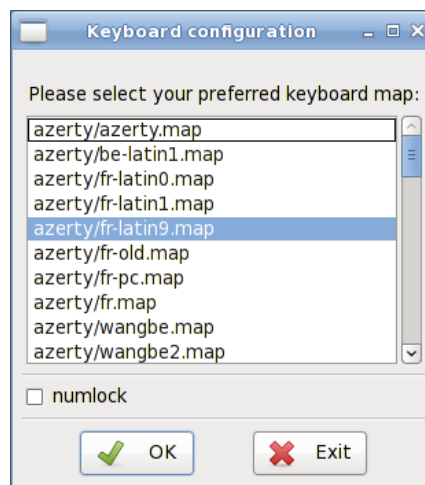 Keyboard configuration
Please select your preferred keyboard map:
azerty/azerty.map
azerty/be-latin1.map
azerty/fr-latin0.map
azerty/fr-latin1.map
azerty/fr-latin9.map
azerty/fr-old.map
azerty/fr-pc.map
azerty/fr.map
azerty/wangbe.map
azerty/wangbe2.map
numlock
OK
Exit